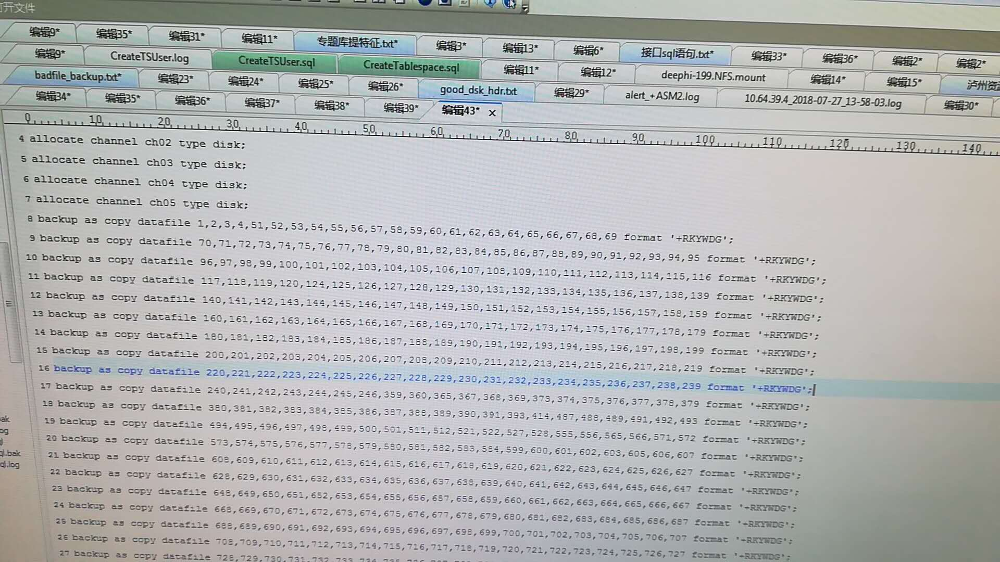 开文件
编辑9* 编辑35* 编辑31* 编辑11* 专题库提特征.txt* 编辑3* 编辑13* 编辑6* 接口sql语句.txt* 编辑33* 编辑36* 编辑2* 编辑2*
编辑9* CreateTSUser.log CreateTSUser.sql CreateTablespace.sql 编辑11* 编辑12* deephi-199.NFS.mount 编辑14* 编辑15* 泸州资
badfile_backup.txt* 编辑23* 编辑24* 编辑25* 编辑26* good_dsk_hdr.txt 编辑29* alert_+ASM2.log 10.64.39.4_2018-07-27_13-58-03.log 编辑30*
编辑34* 编辑35* 编辑36* 编辑37* 编辑38* 编辑39* 编辑43* ×
0 10 20 30 40 50 60 70 80 90 100 110 120 130 140
4 allocate channel ch02 type disk;
5 allocate channel ch03 type disk;
6 allocate channel ch04 type disk;
7 allocate channel ch05 type disk;
8 backup as copy datafile 1,2,3,4,51,52,53,54,55,56,57,58,59,60,61,62,63,64,65,66,67,68,69 format '+RKYWDG';
9 backup as copy datafile 70,71,72,73,74,75,76,77,78,79,80,81,82,83,84,85,86,87,88,89,90,91,92,93,94,95 format '+RKYWDG';
10 backup as copy datafile 96,97,98,99,100,101,102,103,104,105,106,107,108,109,110,111,112,113,114,115,116 format '+RKYWDG';
11 backup as copy datafile 117,118,119,120,124,125,126,127,128,129,130,131,132,133,134,135,136,137,138,139 format '+RKYWDG';
12 backup as copy datafile 140,141,142,143,144,145,146,147,148,149,150,151,152,153,154,155,156,157,158,159 format '+RKYWDG';
13 backup as copy datafile 160,161,162,163,164,165,166,167,168,169,170,171,172,173,174,175,176,177,178,179 format '+RKYWDG';
14 backup as copy datafile 180,181,182,183,184,185,186,187,188,189,190,191,192,193,194,195,196,197,198,199 format '+RKYWDG';
15 backup as copy datafile 200,201,202,203,204,205,206,207,208,209,210,211,212,213,214,215,216,217,218,219 format '+RKYWDG';
16 backup as copy datafile 220,221,222,223,224,225,226,227,228,229,230,231,232,233,234,235,236,237,238,239 format '+RKYWDG';
17 backup as copy datafile 240,241,242,243,244,245,246,359,360,365,367,368,369,373,374,375,376,377,378,379 format '+RKYWDG';
18 backup as copy datafile 380,381,382,383,384,385,386,387,388,389,390,391,393,414,487,488,489,491,492,493 format '+RKYWDG';
19 backup as copy datafile 494,495,496,497,498,499,500,501,511,512,521,522,527,528,555,556,565,566,571,572 format '+RKYWDG';
20 backup as copy datafile 573,574,575,576,577,578,579,580,581,582,583,584,599,600,601,602,603,605,606,607 format '+RKYWDG';
21 backup as copy datafile 608,609,610,611,612,613,614,615,616,617,618,619,620,621,622,623,624,625,626,627 format '+RKYWDG';
22 backup as copy datafile 628,629,630,631,632,633,634,635,636,637,638,639,640,641,642,643,644,645,646,647 format '+RKYWDG';
23 backup as copy datafile 648,649,650,651,652,653,654,655,656,657,658,659,660,661,662,663,664,665,666,667 format '+RKYWDG';
24 backup as copy datafile 668,669,670,671,672,673,674,675,676,677,678,679,680,681,682,683,684,685,686,687 format '+RKYWDG';
25 backup as copy datafile 688,689,690,691,692,693,694,695,696,697,698,699,700,701,702,703,704,705,706,707 format '+RKYWDG';
26 backup as copy datafile 708,709,710,711,712,713,714,715,716,717,718,719,720,721,722,723,724,725,726,727 format '+RKYWDG';
27 backup as copy datafile 728,729,730,731,732,733,734,735
ak
og
ql.bak
ql.log